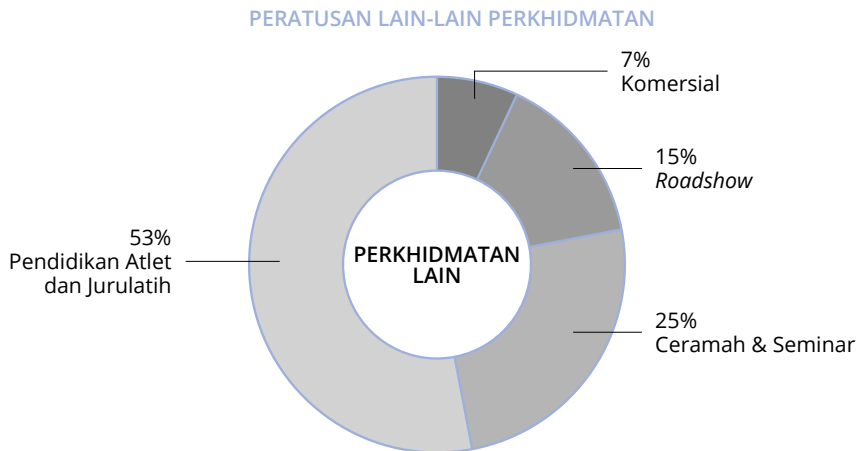 PERATUSAN LAIN-LAIN PERKHIDMATAN
7%
Komersial
15%
Roadshow
53%
Pendidikan Atlet
dan Jurulatih
PERKHIDMATAN
LAIN
25%
Ceramah & Seminar